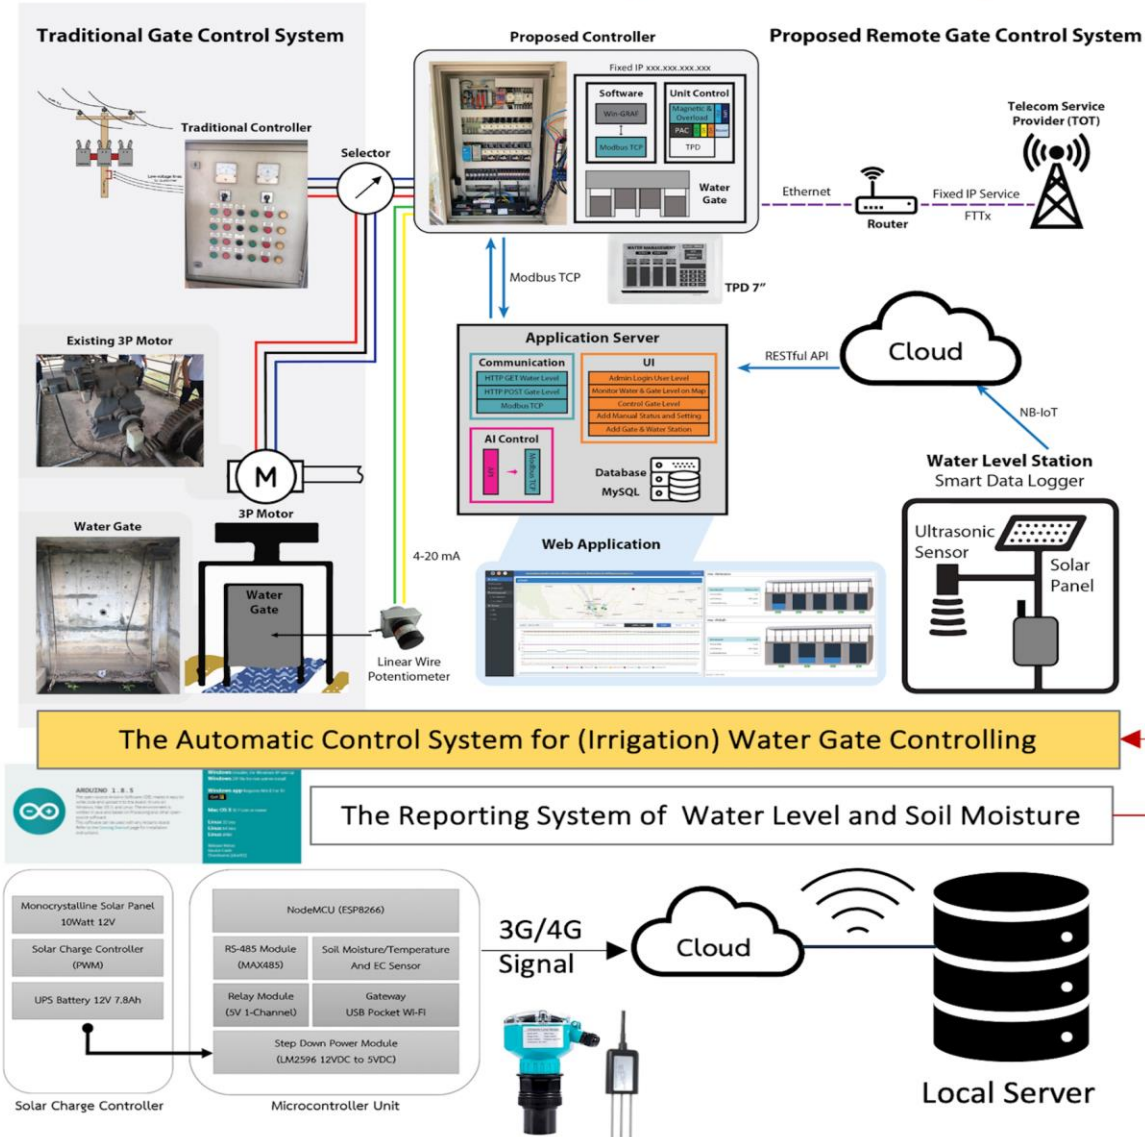 Traditional Gate Control System
Proposed Controller
Proposed Remote Gate Control System
Fixed IP xxx.xxx.xxx.xxx
Software
Win-GRAF
Modbus TCP
Unit Control
Magnetic &
Overload
PAC
TPD
Water
Gate
Telecom Service
Provider (TOT)
Traditional Controller
Low voltage lines
Selector
Ethernet
Router
Fixed IP Service
FTTx
Modbus TCP
WATER MANAGEMENT
TPD 7"
Existing 3P Motor
Application Server
Communication
HTTP GET Water Level
HTTP POST Gate Level
Modbus TCP
UI
Admin Login User Level
Monitor Water & Gate Level on Map
Control Gate Level
Add Manual Status and Setting
Add Gate & Water Station
AI Control
API
Modbus TCP
Database
MySQL
RESTful API
Cloud
NB-IoT
Water Level Station
Smart Data Logger
Ultrasonic
Sensor
Solar
Panel
M
3P Motor
Water Gate
Water
Gate
4-20 mA
Linear Wire
Potentiometer
Web Application
The Automatic Control System for (Irrigation) Water Gate Controlling
ARDUINO 1.8.5
The Reporting System of Water Level and Soil Moisture
Monocrystalline Solar Panel
10Watt 12V
Solar Charge Controller
(PWM)
UPS Battery 12V 7.8Ah
Solar Charge Controller
NodeMCU (ESP8266)
RS-485 Module
(MAX485)
Soil Moisture/Temperature
And EC Sensor
Relay Module
(5V 1-Channel)
Gateway
USB Pocket Wi-Fi
Step Down Power Module
(LM2596 12VDC to 5VDC)
Microcontroller Unit
3G/4G
Signal
Cloud
Local Server